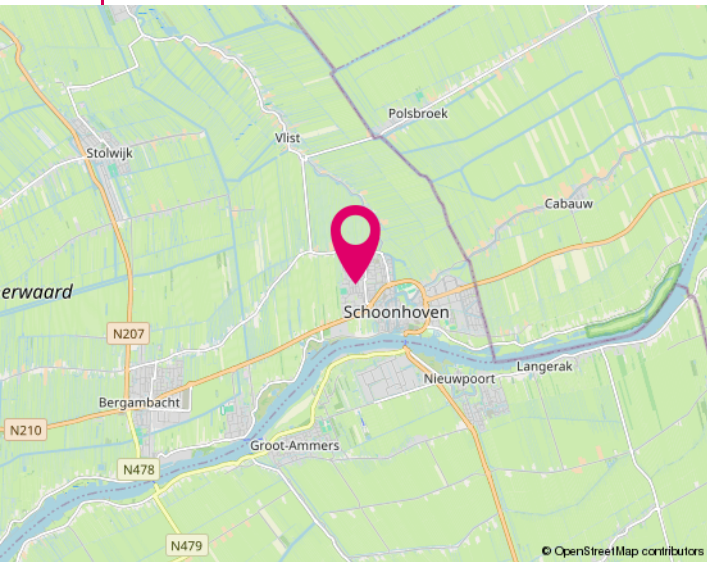 Polsbroek
Vlist
Stolwijk
Cabauw
erwaard
Schoonhoven
N207
Langerak
Nieuwpoort
Bergambacht
N210
Groot-Ammers
N478
N479
© OpenStreetMap contributors